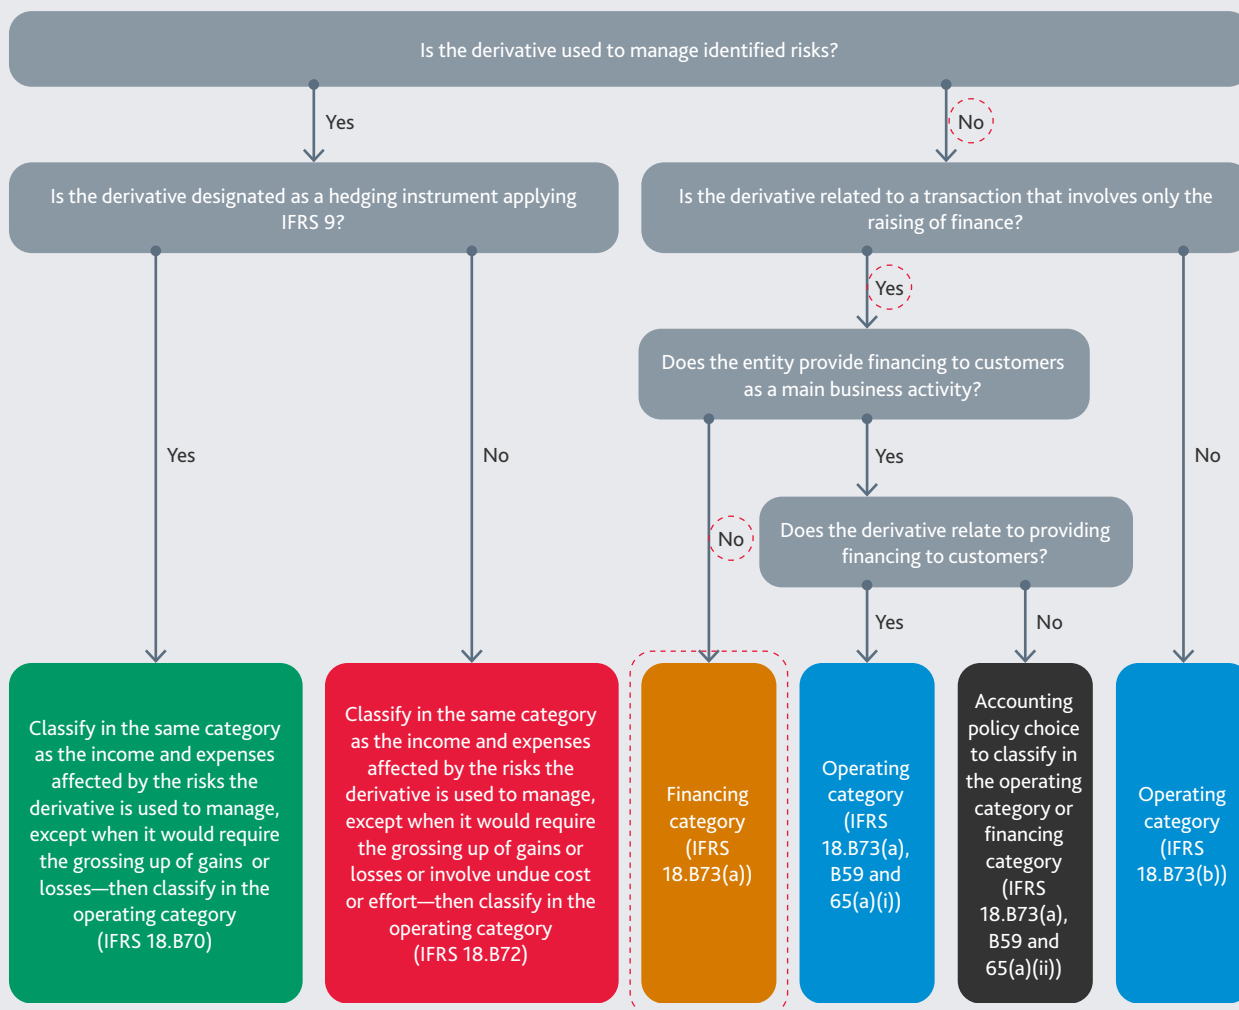 Is the derivative used to manage identified risks?
Yes
No
Is the derivative designated as a hedging instrument applying
IFRS 9?
Is the derivative related to a transaction that involves only the
raising of finance?
Yes
Does the entity provide financing to customers
as a main business activity?
Yes
No
Yes
No
No
Does the derivative relate to providing
financing to customers?
Yes
No
Classify in the same category
as the income and expenses
affected by the risks the
derivative is used to manage,
except when it would require
the grossing up of gains or
losses—then classify in the
operating category
(IFRS 18.B70)
Classify in the same category
as the income and expenses
affected by the risks the
derivative is used to manage,
except when it would require
the grossing up of gains or
losses or involve undue cost
or effort—then classify in the
operating category
(IFRS 18.B72)
Financing
category
(IFRS
18.B73(a))
Operating
category
(IFRS
18.B73(a),
B59 and
65(a)(i))
Accounting
policy choice
to classify in
the operating
category or
financing
category
(IFRS
18.B73(a),
B59 and
65(a)(ii))
Operating
category
(IFRS
18.B73(b))